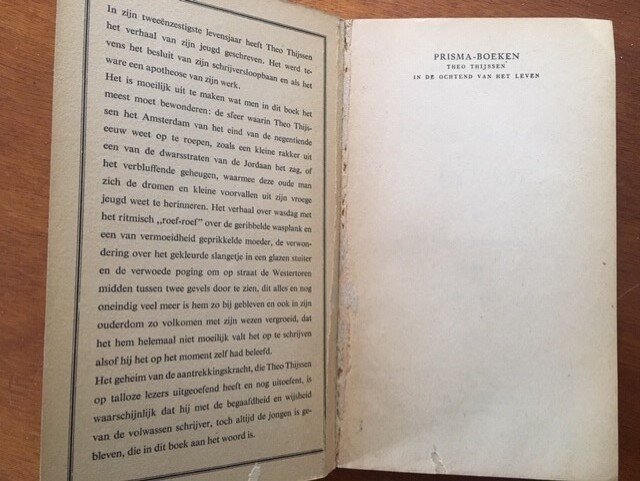 In zijn tweeënzestigste levensjaar heeft Theo Thijssen
het verhaal van zijn jeugd geschreven. Het werd te-
vens het besluit van zijn schrijversloopbaan en als het
ware een apotheose van zijn werk.
Het is moeilijk uit te maken wat men in dit boek het
meest moet bewonderen: de sfeer waarin Theo Thijs-
sen het Amsterdam van het eind van de negentiende
eeuw weet op te roepen, zoals een kleine rakker uit
een van de dwarsstraten van de Jordaan het zag, of
het verbluffende geheugen, waarmee deze oude man
zich de dromen en kleine voorvallen uit zijn vroege
jeugd weet te herinneren. Het verhaal over wasdag met
het ritmisch „roef-roef” over de geribbelde wasplank en
een van vermoeidheid geprikkelde moeder, de verwon-
dering over het gekleurde slangetje in een glazen stuiter
en de verwoede poging om op straat de Westertoren
midden tussen twee gevels door te zien, dit alles en nog
oneindig veel meer is hem zo bij gebleven en ook in zijn
ouderdom zo volkomen met zijn wezen vergroeid, dat
het hem helemaal niet moeilijk valt het op te schrijven
alsof hij het op het moment zelf had beleefd.
Het geheim van de aantrekkingskracht, die Theo Thijssen
op talloze lezers uitgeoefend heeft en nog uitoefent, is
waarschijnlijk dat hij met de begaafdheid en wijsheid
van de volwassen schrijver, toch altijd de jongen is ge-
bleven, die in dit boek aan het woord is.
PRISMA-BOEKEN
THEO THIJSSEN
IN DE OCHTEND VAN HET LEVEN